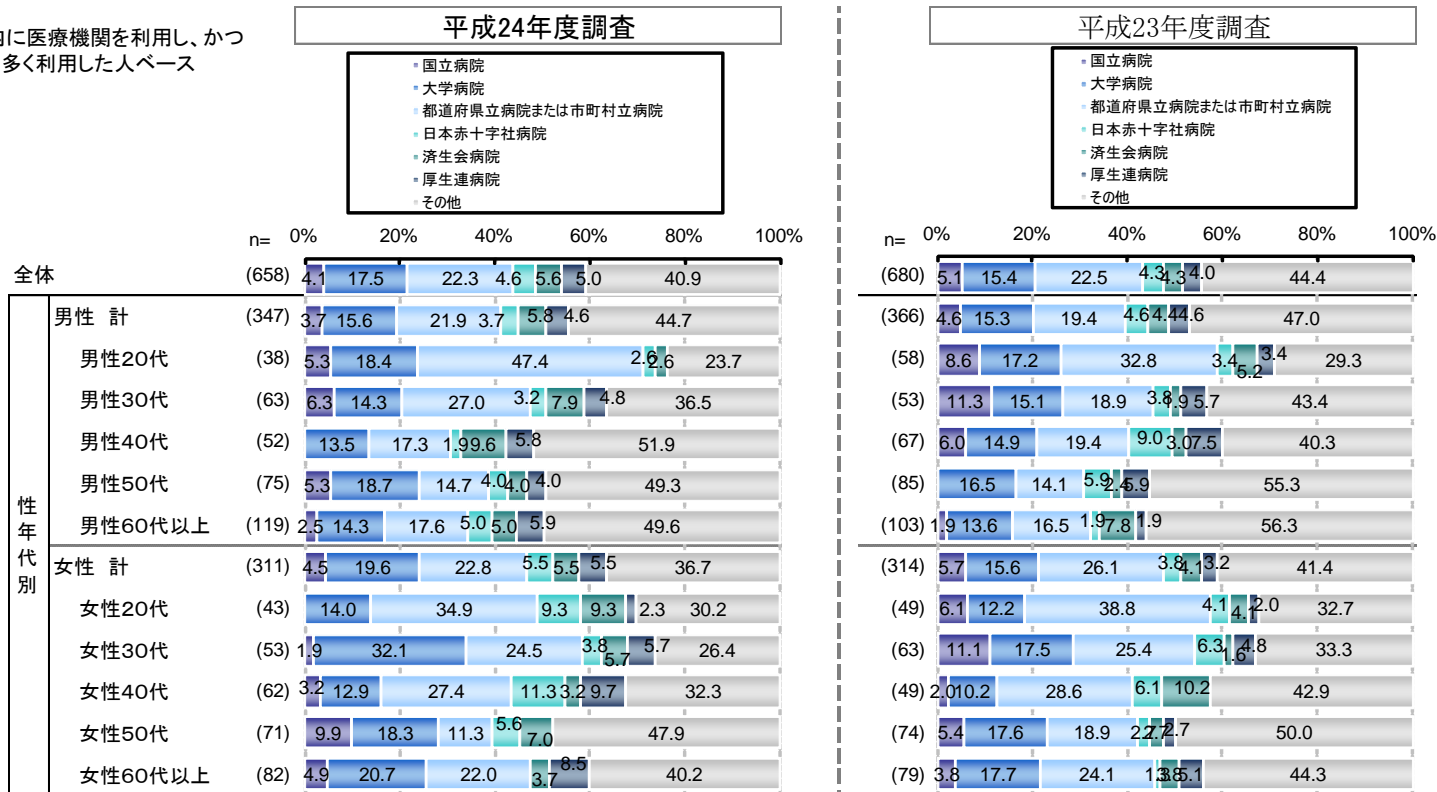 内に医療機関を利用し、かつ
多く利用した人ベース
平成24年度調査
国立病院
大学病院
都道府県立病院または市町村立病院
日本赤十字社病院
済生会病院
厚生連病院
その他
平成23年度調査
国立病院
大学病院
都道府県立病院または市町村立病院
日本赤十字社病院
済生会病院
厚生連病院
その他
n= 0% 20% 40% 60% 80% 100%
n= 0% 20% 40% 60% 80% 100%
全体 (658) 4.1 17.5 22.3 4.6 5.6 5.0 40.9 (680) 5.1 15.4 22.5 4.3 4.3 4.0 44.4
性年代別
男性 計 (347) 3.7 15.6 21.9 3.7 5.8 4.6 44.7 (366) 4.6 15.3 19.4 4.6 4.4 4.6 47.0
男性20代 (38) 5.3 18.4 47.4 2.6 2.6 23.7 (58) 8.6 17.2 32.8 3.4 5.2 3.4 29.3
男性30代 (63) 6.3 14.3 27.0 3.2 7.9 4.8 36.5 (53) 11.3 15.1 18.9 3.8 1.9 5.7 43.4
男性40代 (52) 13.5 17.3 1.9 9.6 5.8 51.9 (67) 6.0 14.9 19.4 9.0 3.0 7.5 40.3
男性50代 (75) 5.3 18.7 14.7 4.0 4.0 4.0 49.3 (85) 16.5 14.1 5.9 2.4 5.9 55.3
男性60代以上 (119) 2.5 14.3 17.6 5.0 5.0 5.9 49.6 (103) 1.9 13.6 16.5 1.9 7.8 1.9 56.3
女性 計 (311) 4.5 19.6 22.8 5.5 5.5 5.5 36.7 (314) 5.7 15.6 26.1 3.8 4.1 3.2 41.4
女性20代 (43) 14.0 34.9 9.3 9.3 2.3 30.2 (49) 6.1 12.2 38.8 4.1 4.1 2.0 32.7
女性30代 (53) 1.9 32.1 24.5 3.8 5.7 5.7 26.4 (63) 11.1 17.5 25.4 6.3 1.6 4.8 33.3
女性40代 (62) 3.2 12.9 27.4 11.3 3.2 9.7 32.3 (49) 2.0 10.2 28.6 6.1 10.2 42.9
女性50代 (71) 9.9 18.3 11.3 5.6 7.0 47.9 (74) 5.4 17.6 18.9 2.7 2.7 2.7 50.0
女性60代以上 (82) 4.9 20.7 22.0 3.7 8.5 40.2 (79) 3.8 17.7 24.1 1.3 3.8 5.1 44.3